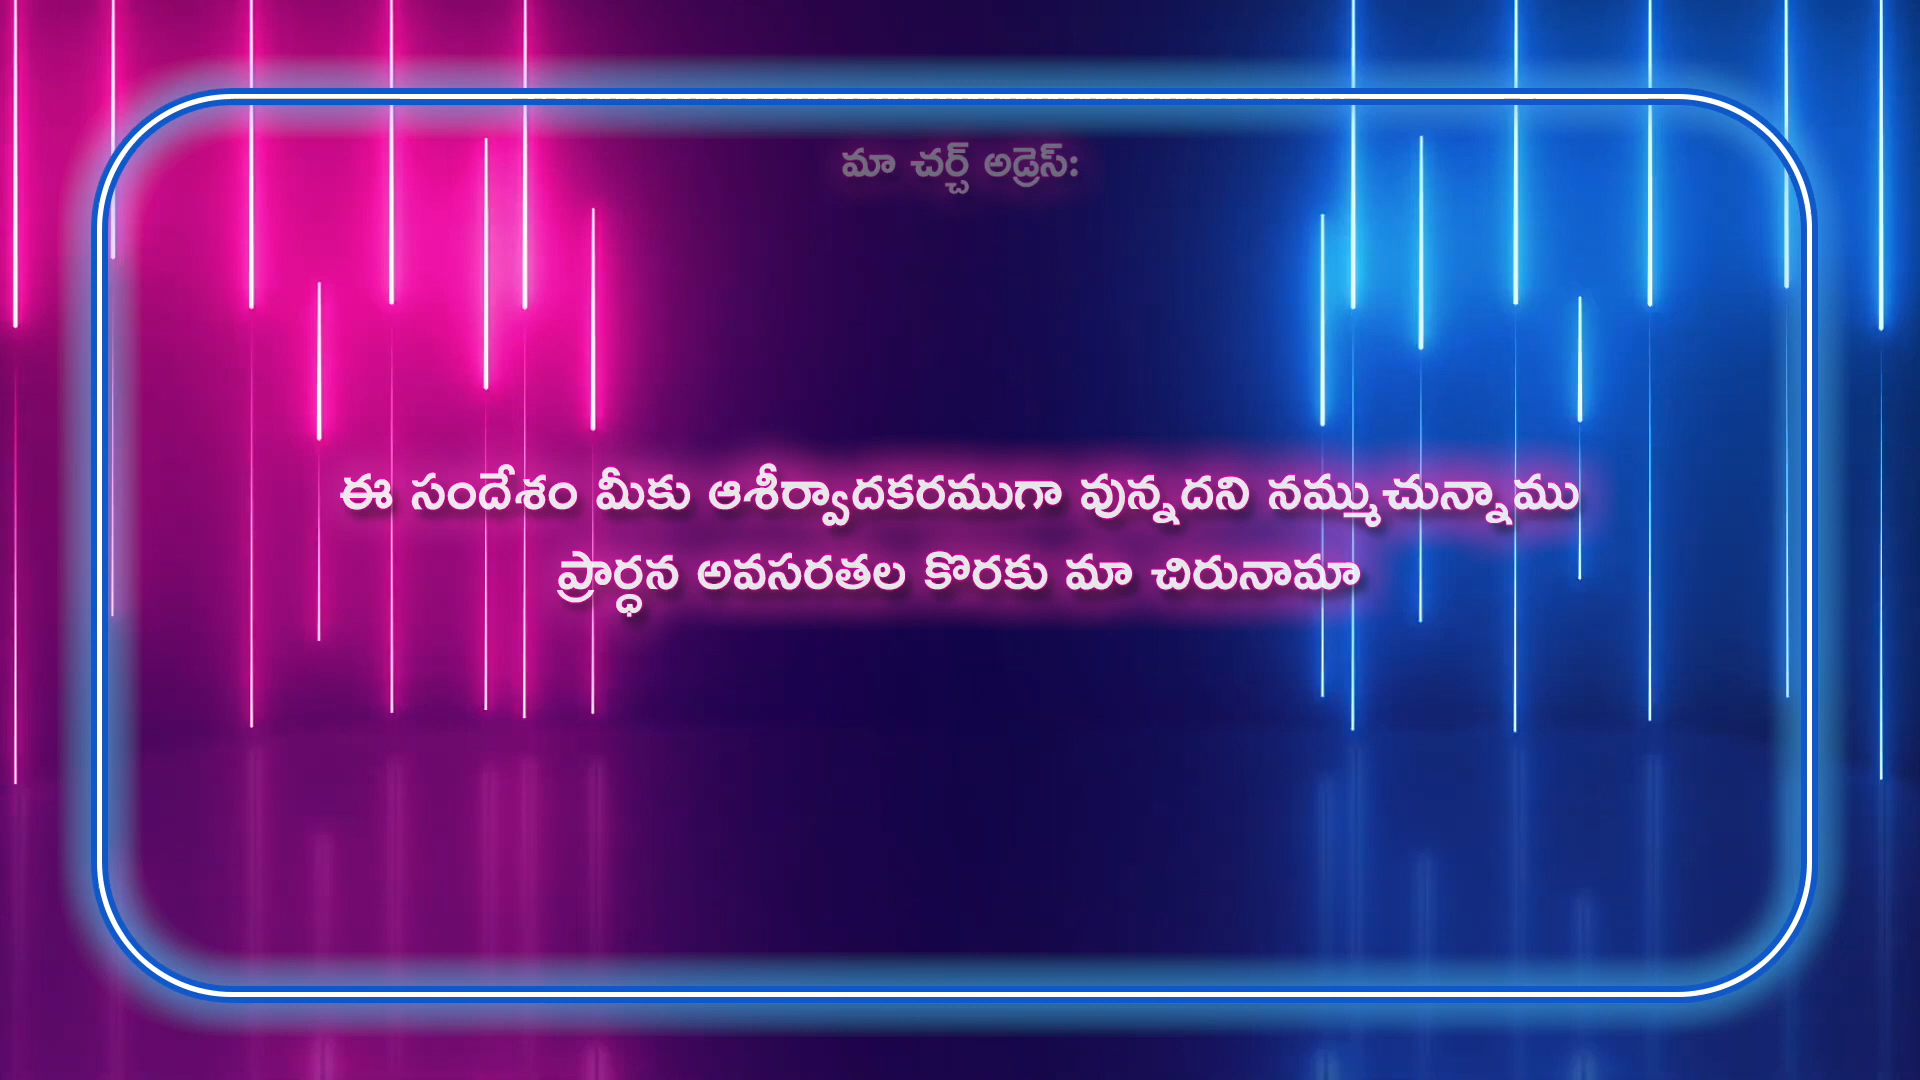 మా చర్చ్ అడ్రెస్:
ఈ సందేశం మీకు ఆశీర్వాదకరముగా వున్నదని నమ్ముచున్నాము
ప్రార్ధన అవసరతల కొరకు మా చిరునామా